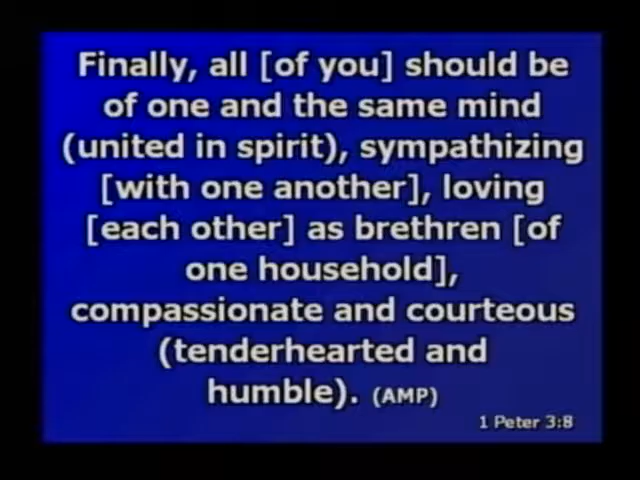 Finally, all [of you] should be
of one and the same mind
(united in spirit), sympathizing
[with one another], loving
[each other] as brethren [of
one household],
compassionate and courteous
(tenderhearted and
humble). (AMP)
1 Peter 3:8